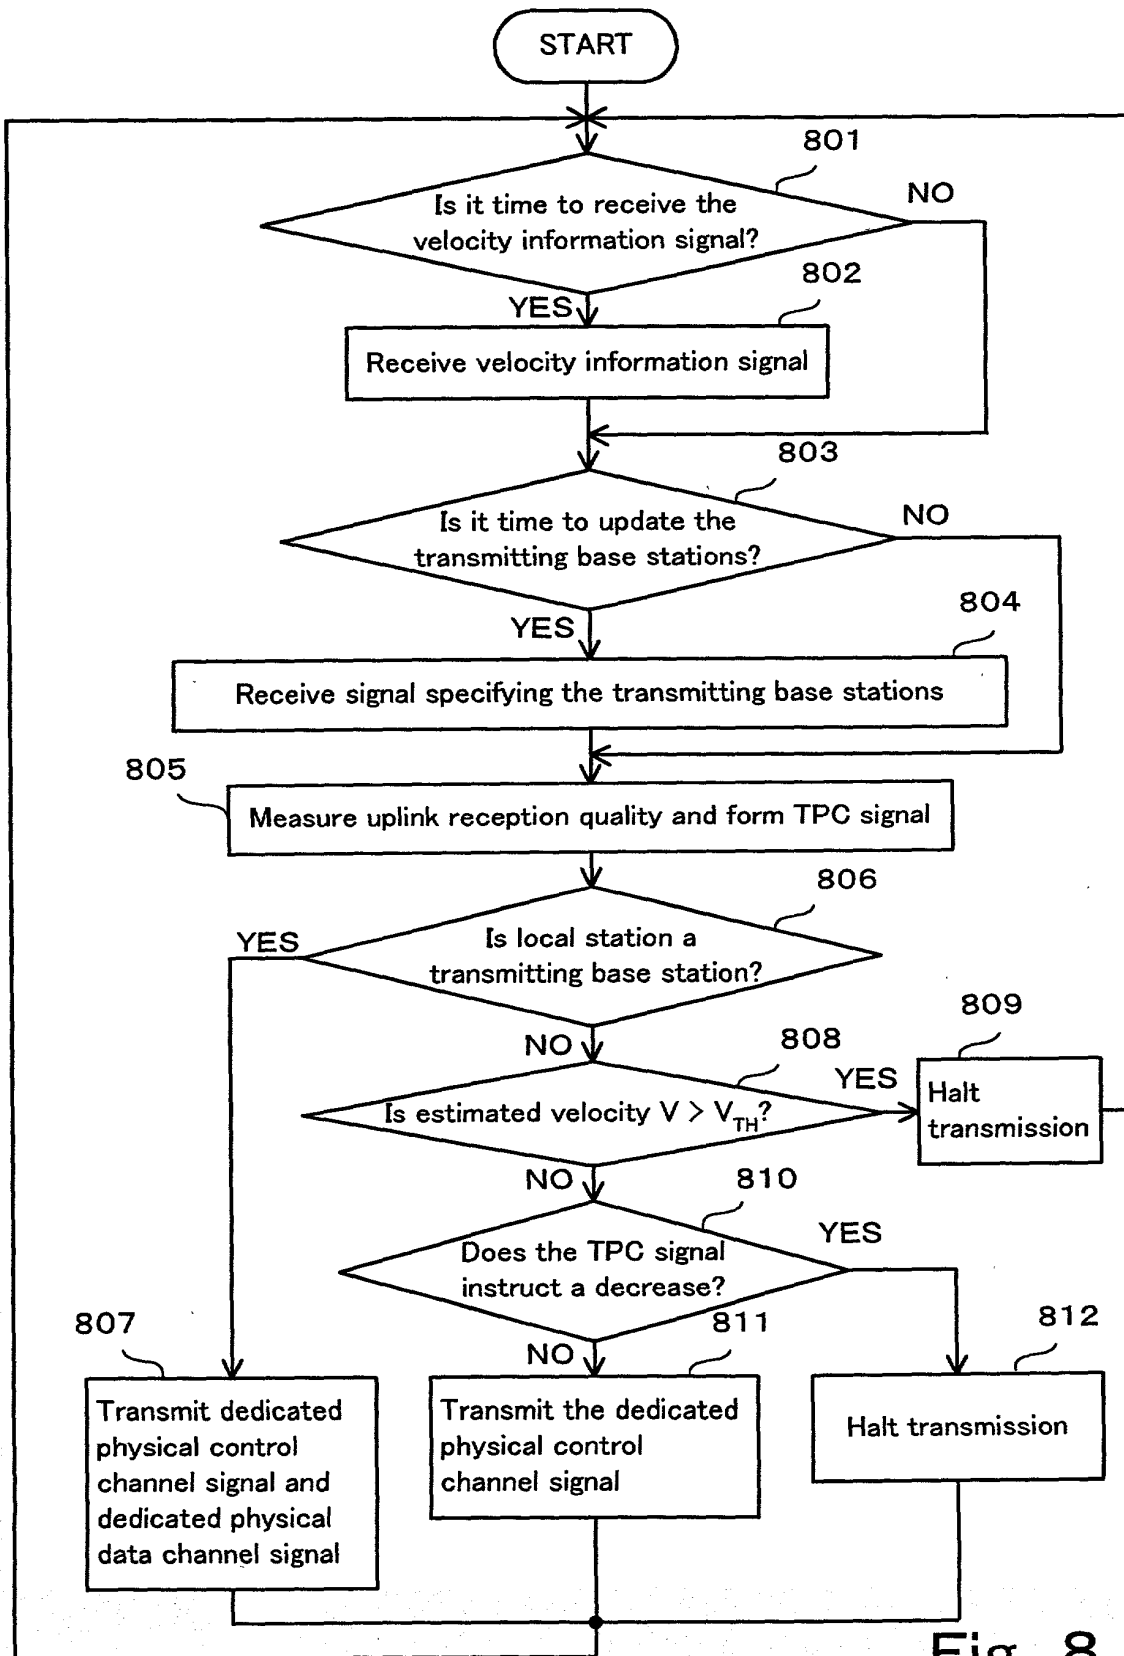 START
801
Is it time to receive the
velocity information signal?
NO
YES
802
Receive velocity information signal
803
Is it time to update the
transmitting base stations?
NO
YES
804
Receive signal specifying the transmitting base stations
805
Measure uplink reception quality and form TPC signal
806
Is local station a
transmitting base station?
YES
NO
808
Is estimated velocity V > VTH?
YES
809
Halt
transmission
NO
810
Does the TPC signal
instruct a decrease?
YES
NO
807
Transmit dedicated
physical control
channel signal and
dedicated physical
data channel signal
811
Transmit the dedicated
physical control
channel signal
812
Halt transmission
Fig. 8